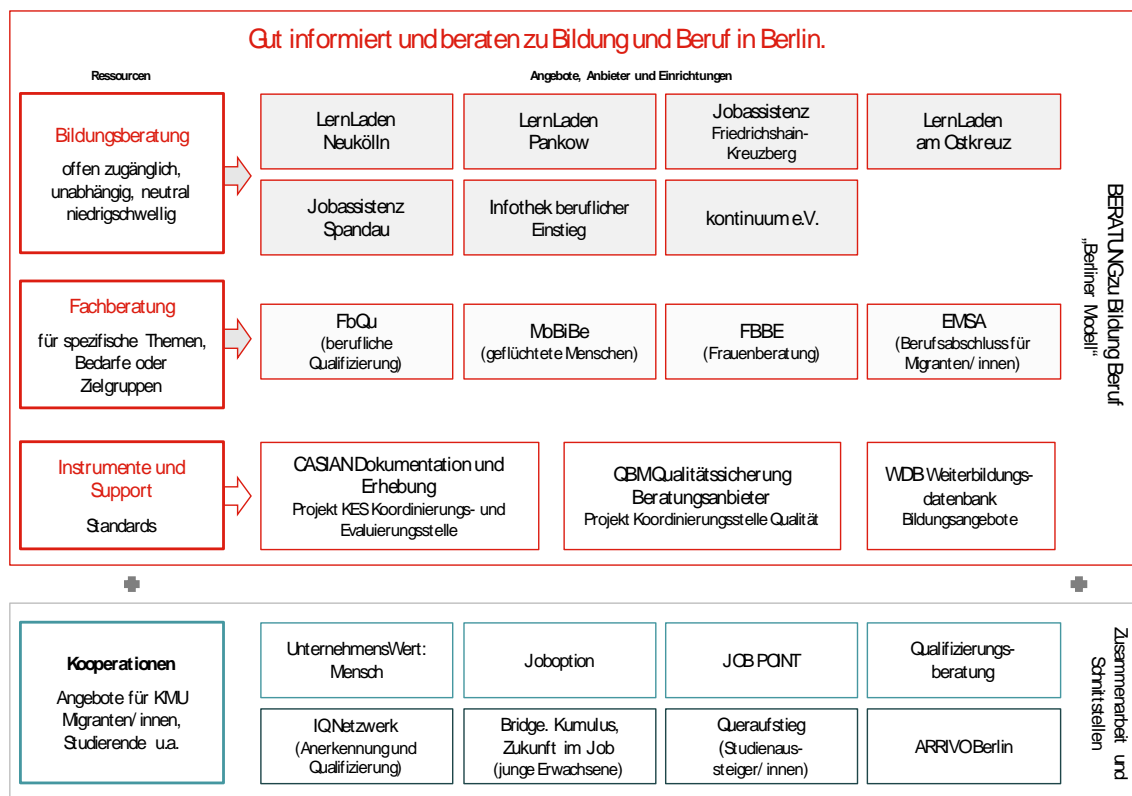 Gut informiert und beraten zu Bildung und Beruf in Berlin.
Ressourcen
Angebote, Anbieter und Einrichtungen
Bildungsberatung
offen zugänglich,
unabhängig, neutral
niedrigschwellig
LernLaden
Neukölln
LernLaden
Pankow
Jobassistenz
Friedrichshain-
Kreuzberg
LernLaden
am Ostkreuz
Jobassistenz
Spandau
Infothek beruflicher
Einstieg
kontinuum e.V.
Fachberatung
für spezifische Themen,
Bedarfe oder
Zielgruppen
FbQu
(berufliche
Qualifizierung)
MoBiBe
(geflüchtete Menschen)
FBBE
(Frauenberatung)
EMSA
(Berufsabschluss für
Migranten/innen)
Instrumente und
Support
Standards
CASIAN Dokumentation und
Erhebung
Projekt KES Koordinierungs- und
Evaluierungsstelle
QBM Qualitätssicherung
Beratungsanbieter
Projekt Koordinierungsstelle Qualität
WDB Weiterbildungs-
datenbank
Bildungsangebote
BERATUNG zu Bildung Beruf
„Berliner Modell“
Kooperationen
Angebote für KMU
Migranten/innen,
Studierende u.a.
UnternehmensWert:
Mensch
Joboption
JOB POINT
Qualifizierungs-
beratung
IQ Netzwerk
(Anerkennung und
Qualifizierung)
Bridge. Kumulus,
Zukunft im Job
(junge Erwachsene)
Queraufstieg
(Studienaus-
steiger/innen)
ARRIVO Berlin
Zusammenarbeit und
Schnittstellen